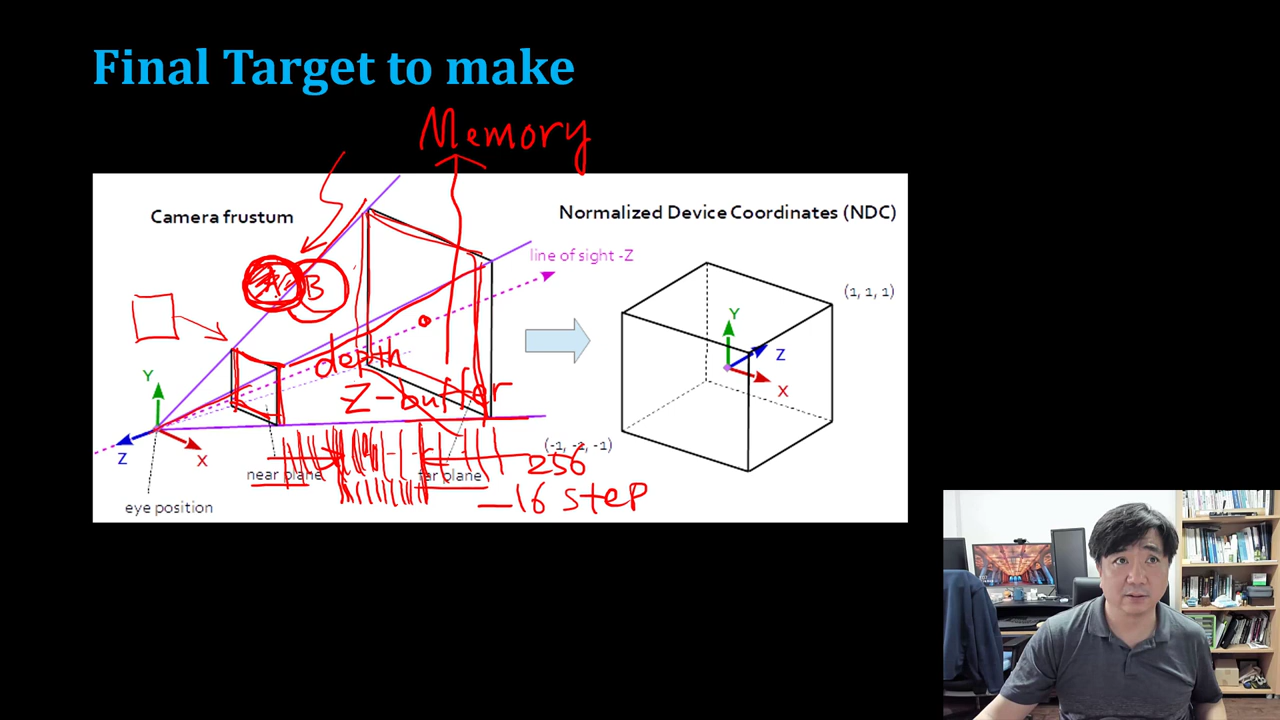 Final Target to make
Memory
Camera frustum
Normalized Device Coordinates (NDC)
line of sight -Z
A B
(1, 1, 1)
Y
Z
X
depth
Z-buffer
Y
Z
X
(-1, -1, -1)
near plane
far plane
256
16 step
eye position